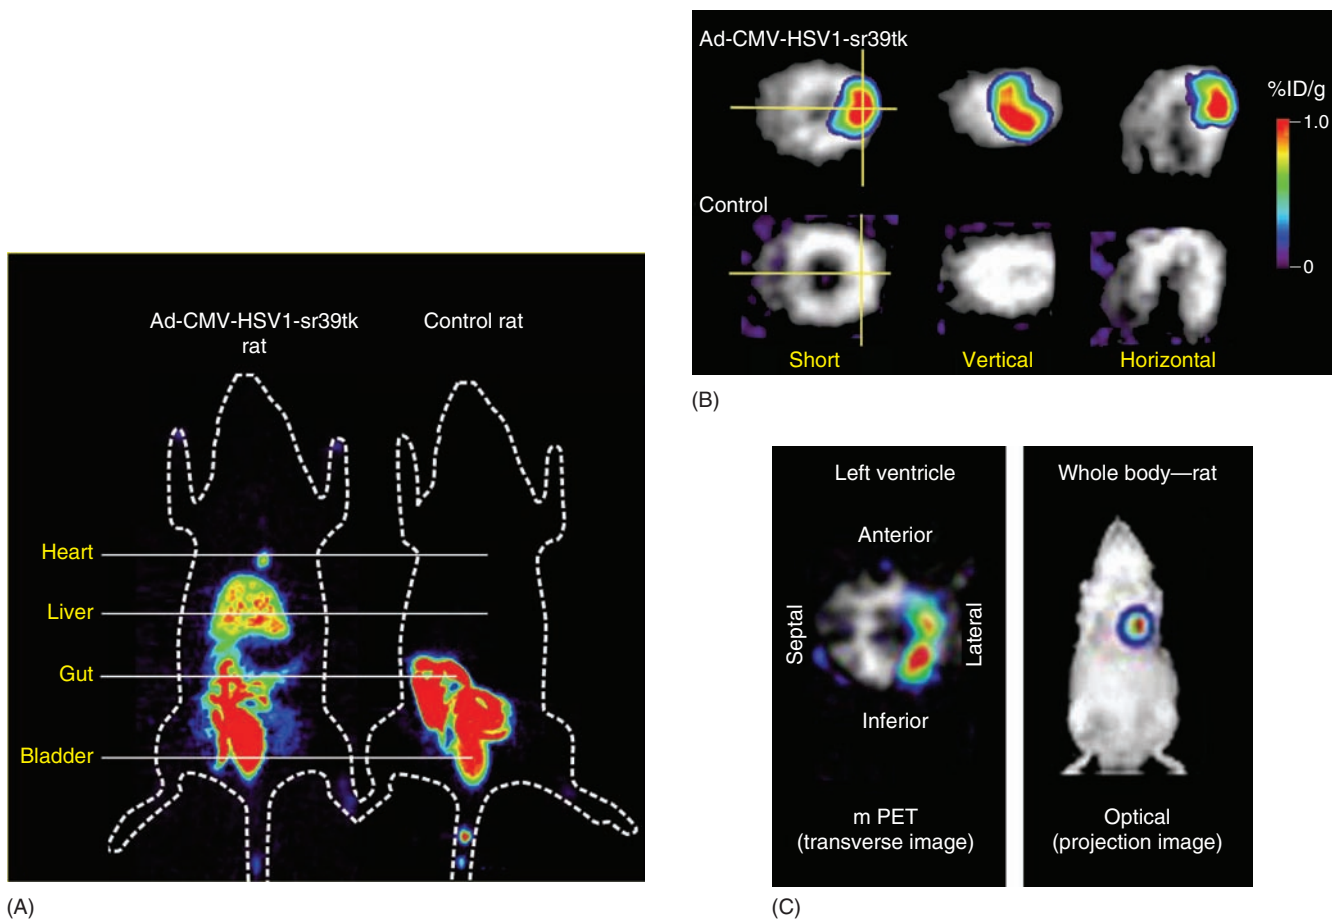 Ad-CMV-HSV1-sr39tk
rat
Control rat
Heart
Liver
Gut
Bladder
(A)
Ad-CMV-HSV1-sr39tk
%ID/g
1.0
0
Control
Short
Vertical
Horizontal
(B)
Left ventricle
Anterior
Septal
Lateral
Inferior
m PET
(transverse image)
Whole body—rat
Optical
(projection image)
(C)